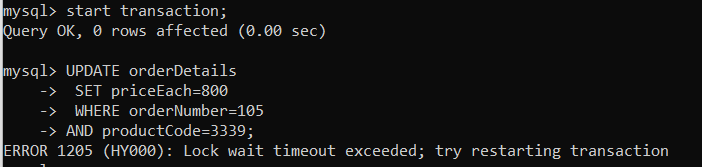 mysql> start transaction;
Query OK, 0 rows affected (0.00 sec)
mysql> UPDATE orderDetails
    ->  SET priceEach=800
    ->  WHERE orderNumber=105
    -> AND productCode=3339;
ERROR 1205 (HY000): Lock wait timeout exceeded; try restarting transaction